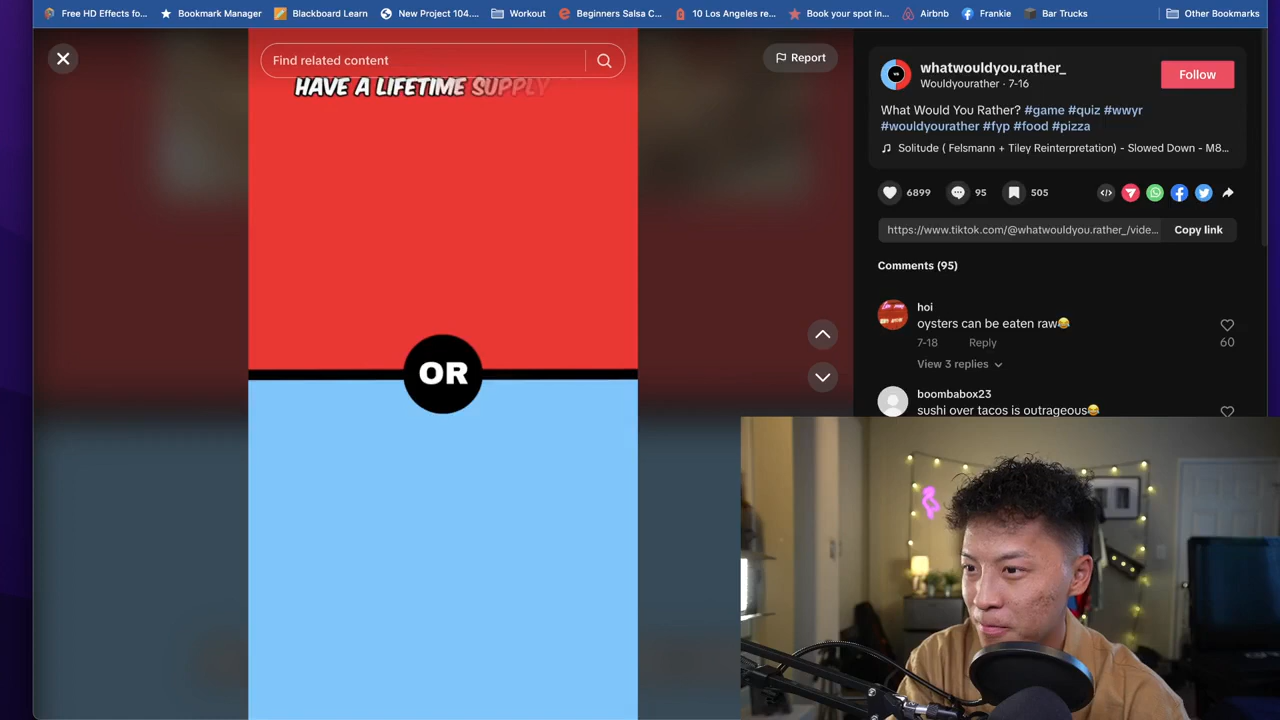 Free HD Effects fo...
Bookmark Manager
Blackboard Learn
New Project 104....
Workout
Beginners Salsa C...
10 Los Angeles re...
Book your spot in...
Airbnb
Frankie
Bar Trucks
Other Bookmarks
Find related content
Report
HAVE A LIFETIME SUPPLY
OR
whatwouldyou.rather_
Wouldyourather · 7-16
Follow
What Would You Rather? #game #quiz #wwyr
#wouldyourather #fyp #food #pizza
Solitude ( Felsmann + Tiley Reinterpretation) - Slowed Down - M8...
6899
95
505
https://www.tiktok.com/@whatwouldyou.rather_/vide...
Copy link
Comments (95)
hoi
oysters can be eaten raw😂
7-18
Reply
60
View 3 replies
boombabox23
sushi over tacos is outrageous😂